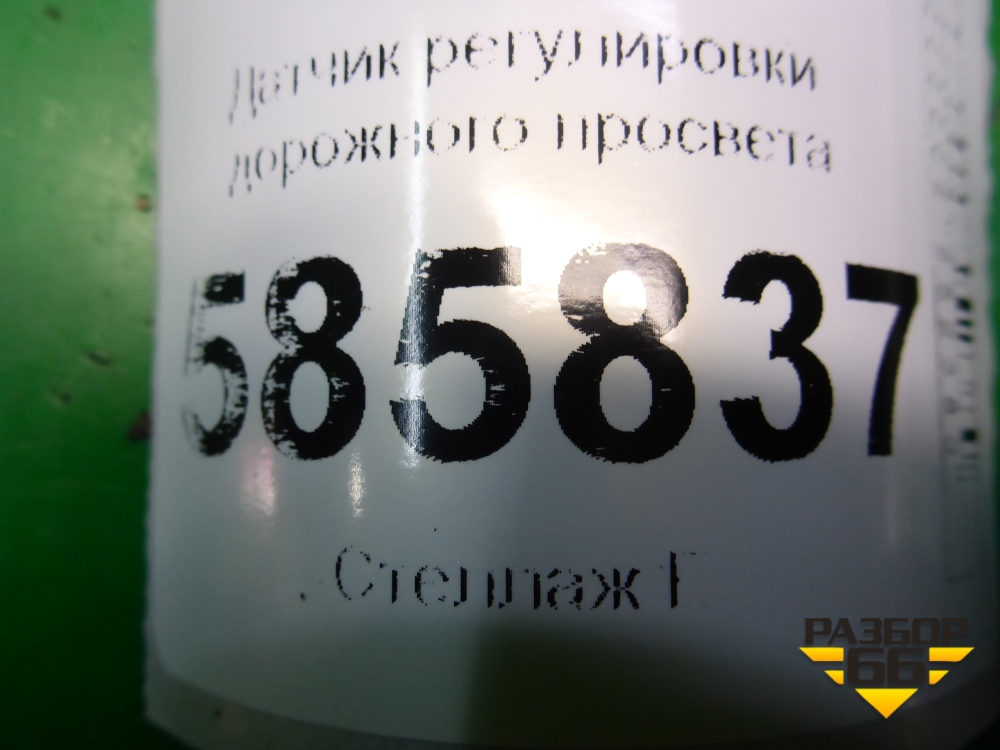 Датчик регулировки
дорожного просвета
585837
Стеллаж
РАЗБОР
66